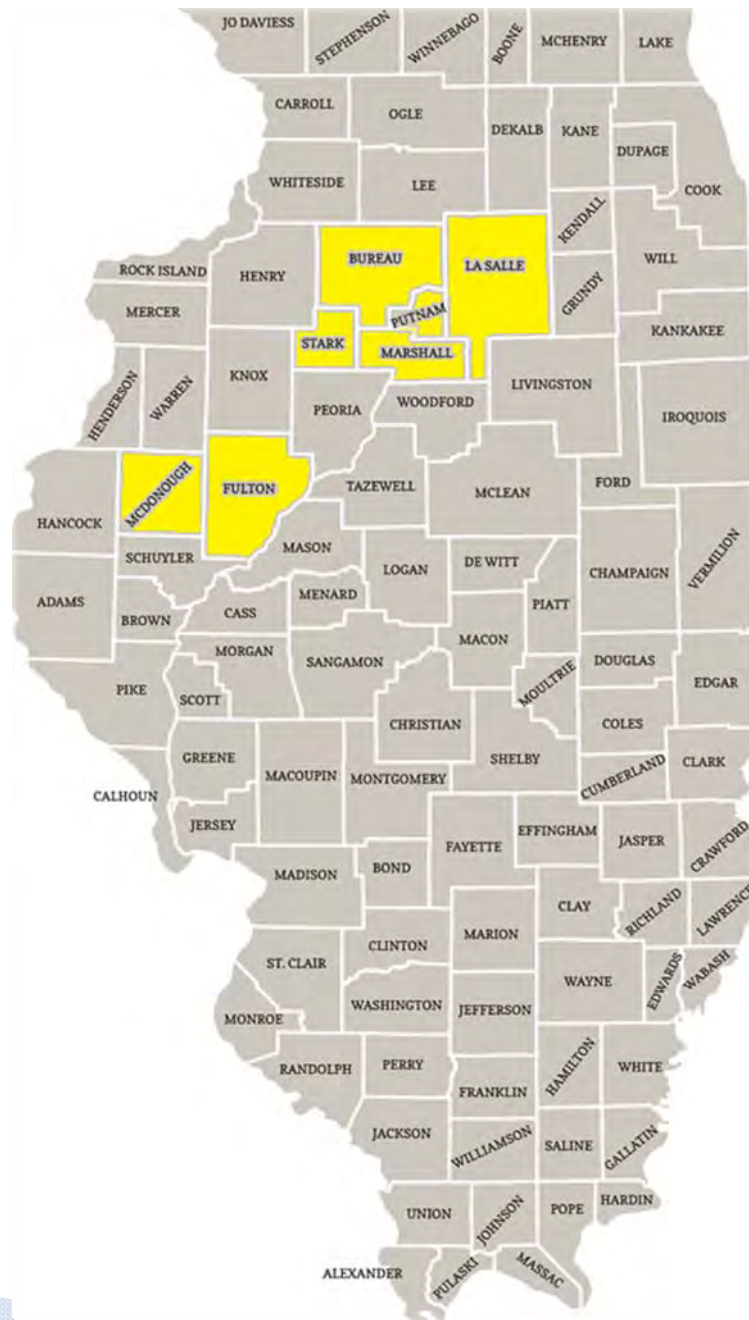 JO DAVIESS
STEPHENSON
WINNEBAGO
BOONE
MCHENRY
LAKE
CARROLL
OGLE
DEKALB
KANE
DUPAGE
COOK
WHITESIDE
LEE
KENDALL
BUREAU
LA SALLE
WILL
ROCK ISLAND
HENRY
GRUNDY
MERCER
PUTNAM
KANKAKEE
STARK
MARSHALL
HENDERSON
WARREN
KNOX
LIVINGSTON
PEORIA
WOODFORD
IROQUOIS
MCDONOUGH
FULTON
TAZEWELL
MCLEAN
FORD
HANCOCK
MASON
VERMILION
SCHUYLER
LOGAN
DE WITT
CHAMPAIGN
ADAMS
BROWN
CASS
MENARD
PIATT
MACON
MORGAN
SANGAMON
DOUGLAS
EDGAR
PIKE
SCOTT
MOULTRIE
CHRISTIAN
COLES
GREENE
MACOUPIN
MONTGOMERY
SHELBY
CUMBERLAND
CLARK
CALHOUN
JERSEY
FAYETTE
EFFINGHAM
JASPER
CRAWFORD
MADISON
BOND
CLAY
RICHLAND
LAWRENCE
CLINTON
MARION
ST. CLAIR
WAYNE
EDWARDS
WABASH
WASHINGTON
JEFFERSON
MONROE
RANDOLPH
PERRY
HAMILTON
WHITE
FRANKLIN
JACKSON
WILLIAMSON
SALINE
GALLATIN
UNION
JOHNSON
POPE
HARDIN
ALEXANDER
PULASKI
MASSAC